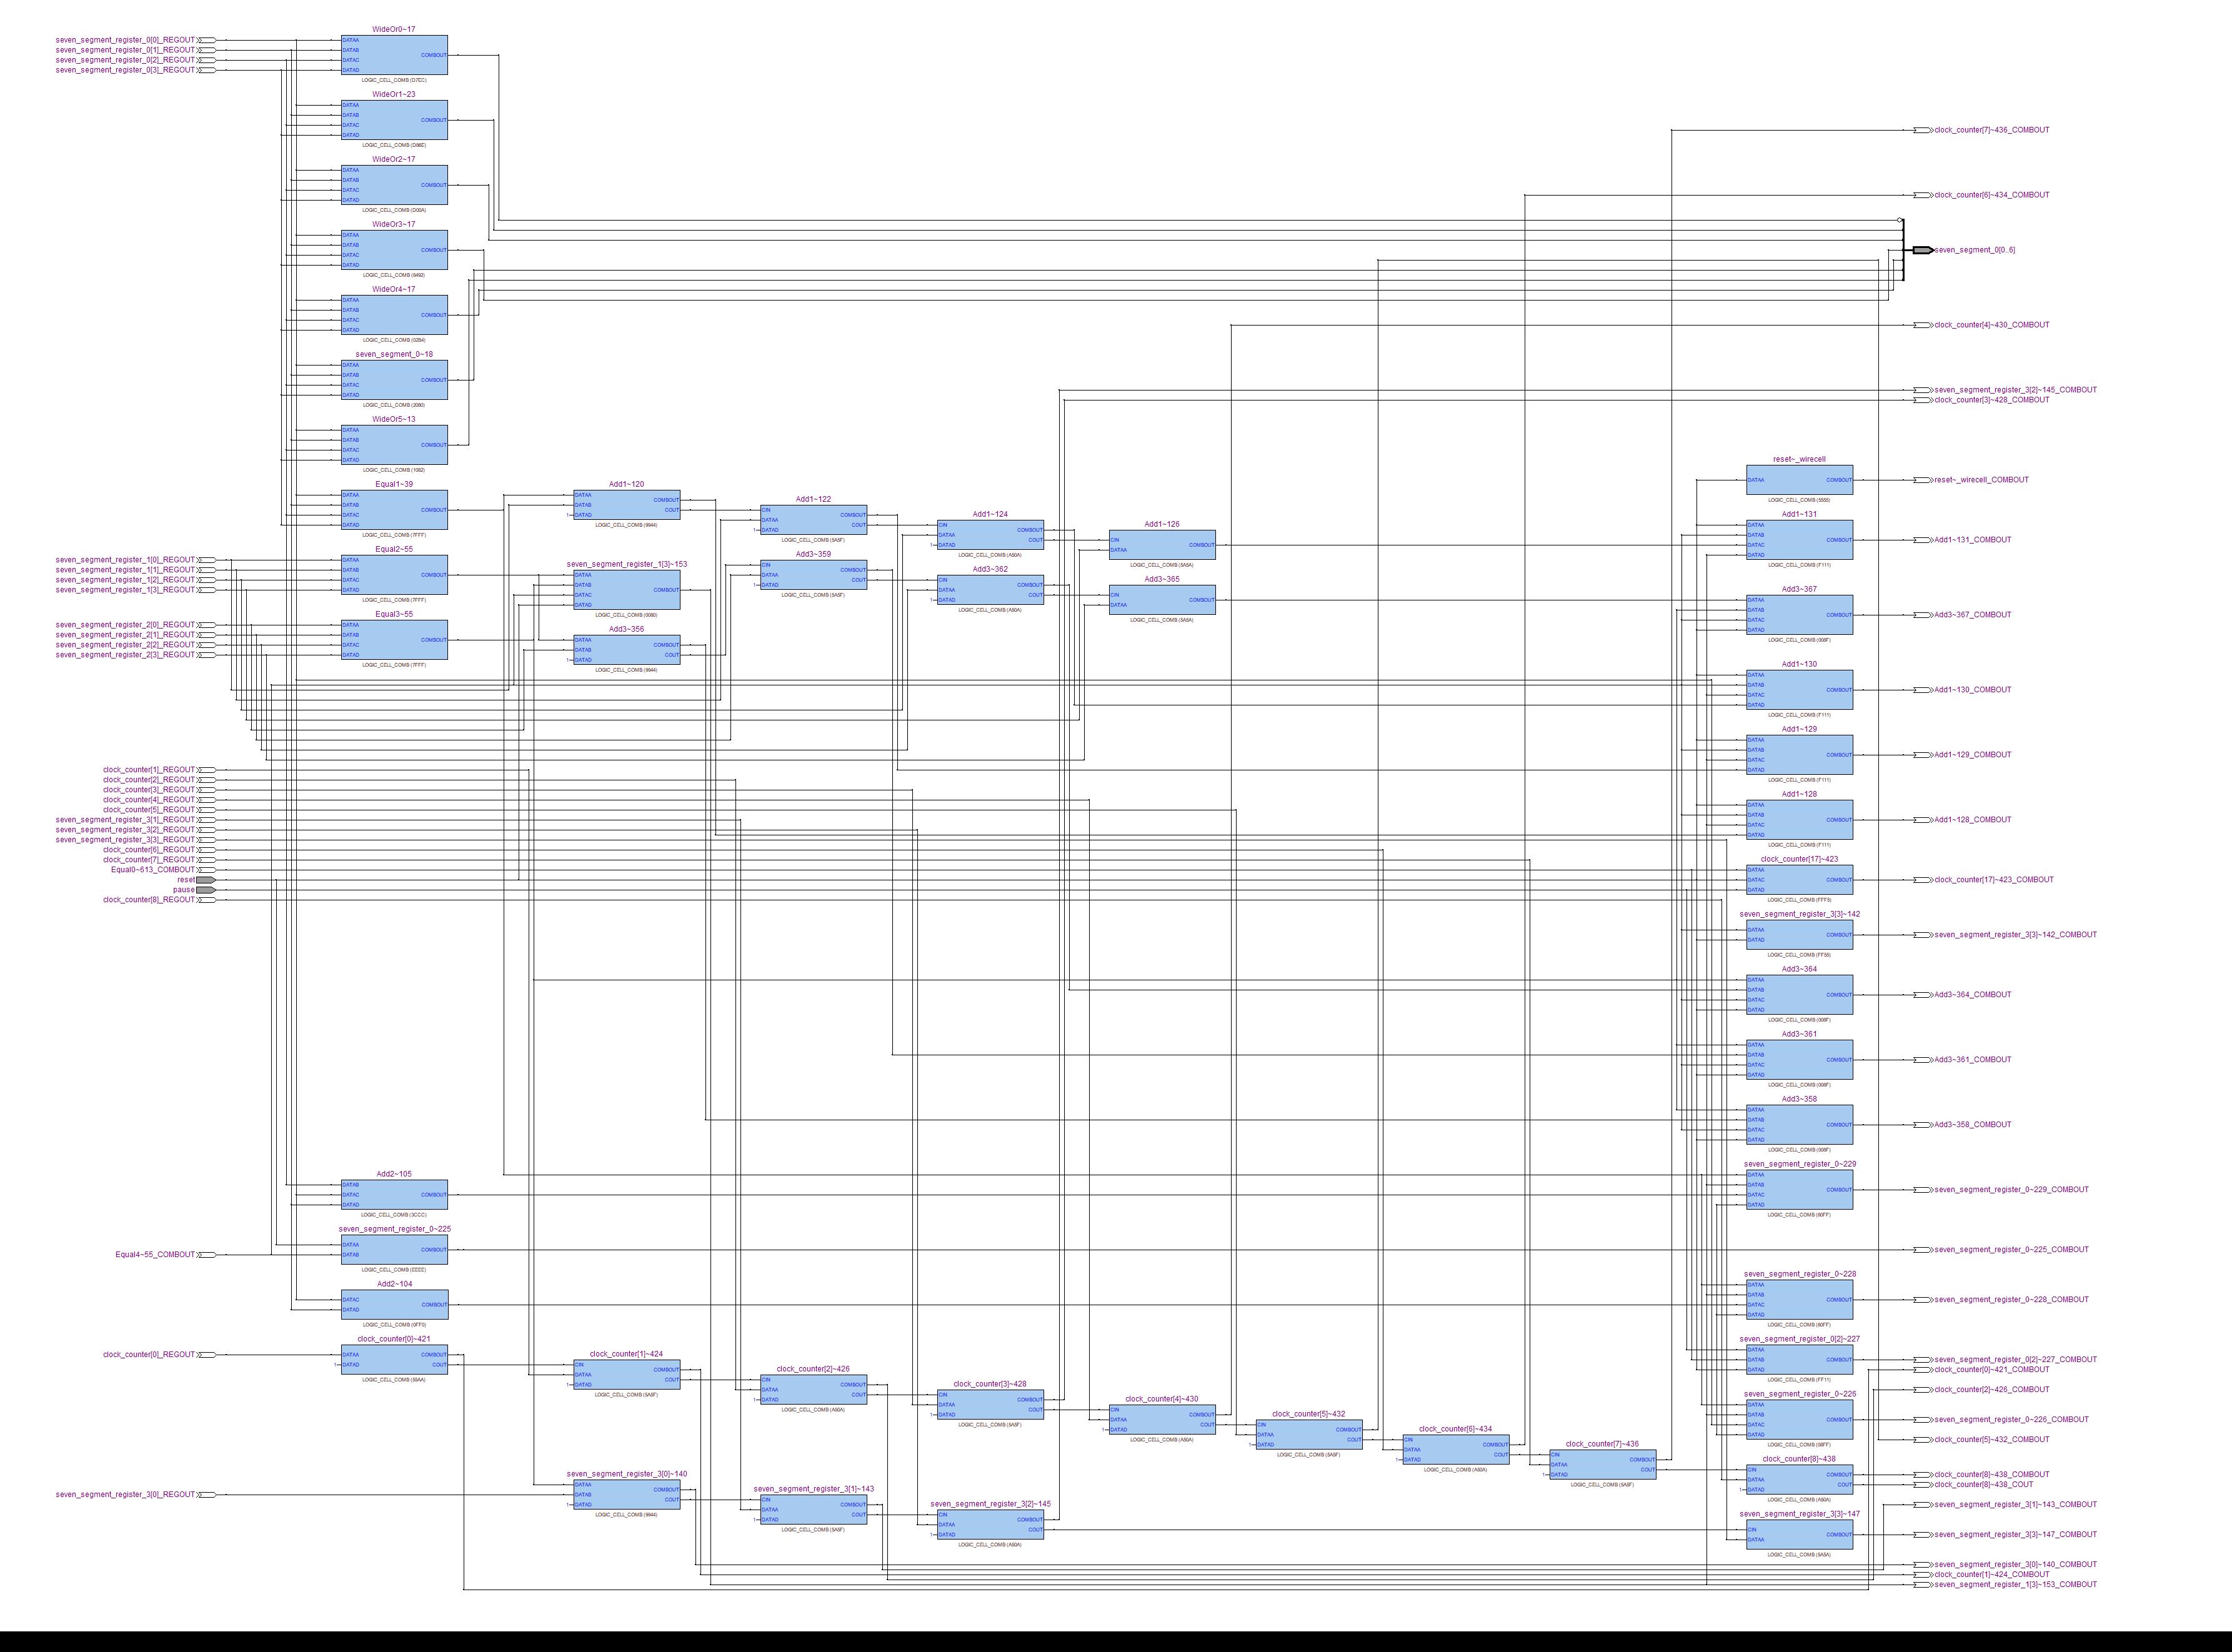 seven_segment_register_0[0]_REGOUT
seven_segment_register_0[1]_REGOUT
seven_segment_register_0[2]_REGOUT
seven_segment_register_0[3]_REGOUT
seven_segment_register_1[0]_REGOUT
seven_segment_register_1[1]_REGOUT
seven_segment_register_1[2]_REGOUT
seven_segment_register_1[3]_REGOUT
seven_segment_register_2[0]_REGOUT
seven_segment_register_2[1]_REGOUT
seven_segment_register_2[2]_REGOUT
seven_segment_register_2[3]_REGOUT
clock_counter[1]_REGOUT
clock_counter[2]_REGOUT
clock_counter[3]_REGOUT
clock_counter[4]_REGOUT
clock_counter[5]_REGOUT
seven_segment_register_3[1]_REGOUT
seven_segment_register_3[2]_REGOUT
seven_segment_register_3[3]_REGOUT
clock_counter[6]_REGOUT
clock_counter[7]_REGOUT
Equal0~613_COMBOUT
reset
pause
clock_counter[8]_REGOUT
Equal4~55_COMBOUT
clock_counter[0]_REGOUT
seven_segment_register_3[0]_REGOUT
WideOr0~17
DATAA
DATAB
DATAC
DATAD
COMBOUT
LOGIC_CELL_COMB (D7EC)
WideOr1~23
DATAA
DATAB
DATAC
DATAD
COMBOUT
LOGIC_CELL_COMB (D86E)
WideOr2~17
DATAA
DATAB
DATAC
DATAD
COMBOUT
LOGIC_CELL_COMB (D00A)
WideOr3~17
DATAA
DATAB
DATAC
DATAD
COMBOUT
LOGIC_CELL_COMB
WideOr4~17
DATAA
DATAB
DATAC
DATAD
COMBOUT
LOGIC_CELL_COMB (0284)
seven_segment_0~18
DATAA
DATAB
DATAC
DATAD
COMBOUT
LOGIC_CELL_COMB (2080)
WideOr5~13
DATAA
DATAB
DATAC
DATAD
COMBOUT
LOGIC_CELL_COMB (1092)
Equal1~39
DATAA
DATAB
DATAC
DATAD
COMBOUT
LOGIC_CELL_COMB (7FFF)
Equal2~55
DATAA
DATAB
DATAC
DATAD
COMBOUT
LOGIC_CELL_COMB (7FFF)
Equal3~55
DATAA
DATAB
DATAC
DATAD
COMBOUT
LOGIC_CELL_COMB (7FFF)
Add2~105
DATAB
DATAC
DATAD
COMBOUT
LOGIC_CELL_COMB (3CCC)
seven_segment_register_0~225
DATAA
DATAB
COMBOUT
LOGIC_CELL_COMB (EEEE)
Add2~104
DATAC
DATAD
COMBOUT
LOGIC_CELL_COMB (0FF0)
clock_counter[0]~421
DATAA
1 DATAD
COMBOUT
COUT
LOGIC_CELL_COMB (55AA)
Add1~120
DATAA
DATAB
1 DATAD
COMBOUT
COUT
LOGIC_CELL_COMB (9944)
seven_segment_register_1[3]~153
DATAA
DATAB
DATAC
DATAD
COMBOUT
LOGIC_CELL_COMB (0080)
Add3~356
DATAA
DATAB
1 DATAD
COMBOUT
COUT
LOGIC_CELL_COMB (9944)
clock_counter[1]~424
CIN
DATAA
1 DATAD
COMBOUT
COUT
LOGIC_CELL_COMB (5A5F)
seven_segment_register_3[0]~140
DATAA
DATAB
1 DATAD
COMBOUT
COUT
LOGIC_CELL_COMB (9944)
Add1~122
CIN
DATAA
1 DATAD
COMBOUT
COUT
LOGIC_CELL_COMB (5A5F)
Add3~359
CIN
DATAA
1 DATAD
COMBOUT
COUT
LOGIC_CELL_COMB (5A5F)
clock_counter[2]~426
CIN
DATAA
1 DATAD
COMBOUT
COUT
LOGIC_CELL_COMB (A50A)
seven_segment_register_3[1]~143
CIN
DATAA
1 DATAD
COMBOUT
COUT
LOGIC_CELL_COMB (5A5F)
Add1~124
CIN
DATAA
1 DATAD
COMBOUT
COUT
LOGIC_CELL_COMB (A50A)
Add3~362
CIN
DATAA
1 DATAD
COMBOUT
COUT
LOGIC_CELL_COMB (A50A)
clock_counter[3]~428
CIN
DATAA
1 DATAD
COMBOUT
COUT
LOGIC_CELL_COMB (5A5F)
seven_segment_register_3[2]~145
CIN
DATAA
1 DATAD
COMBOUT
COUT
LOGIC_CELL_COMB (A50A)
Add1~126
CIN
DATAA
COMBOUT
LOGIC_CELL_COMB (5A5A)
Add3~365
CIN
DATAA
COMBOUT
LOGIC_CELL_COMB (5A5A)
clock_counter[4]~430
CIN
DATAA
1 DATAD
COMBOUT
COUT
LOGIC_CELL_COMB (A50A)
clock_counter[5]~432
CIN
DATAA
1 DATAD
COMBOUT
COUT
LOGIC_CELL_COMB (5A5F)
clock_counter[6]~434
CIN
DATAA
1 DATAD
COMBOUT
COUT
LOGIC_CELL_COMB (A50A)
clock_counter[7]~436
CIN
DATAA
1 DATAD
COMBOUT
COUT
LOGIC_CELL_COMB (5A5F)
reset~_wirecell
DATAA
COMBOUT
LOGIC_CELL_COMB (5555)
Add1~131
DATAA
DATAB
DATAC
DATAD
COMBOUT
LOGIC_CELL_COMB (F111)
Add3~367
DATAA
DATAB
DATAC
DATAD
COMBOUT
LOGIC_CELL_COMB
Add1~130
DATAA
DATAB
DATAC
DATAD
COMBOUT
LOGIC_CELL_COMB (F111)
Add1~129
DATAA
DATAB
DATAC
DATAD
COMBOUT
LOGIC_CELL_COMB (F111)
Add1~128
DATAA
DATAB
DATAC
DATAD
COMBOUT
LOGIC_CELL_COMB (F111)
clock_counter[17]~423
DATAA
DATAC
DATAD
COMBOUT
LOGIC_CELL_COMB (FFF5)
seven_segment_register_3[3]~142
DATAA
DATAD
COMBOUT
LOGIC_CELL_COMB (FF55)
Add3~364
DATAA
DATAB
DATAC
DATAD
COMBOUT
LOGIC_CELL_COMB
Add3~361
DATAA
DATAB
DATAC
DATAD
COMBOUT
LOGIC_CELL_COMB
Add3~358
DATAA
DATAB
DATAC
DATAD
COMBOUT
LOGIC_CELL_COMB
seven_segment_register_0~229
DATAA
DATAB
DATAC
DATAD
COMBOUT
LOGIC_CELL_COMB
seven_segment_register_0~228
DATAA
DATAB
DATAC
DATAD
COMBOUT
LOGIC_CELL_COMB
seven_segment_register_0[2]~227
DATAA
DATAB
DATAD
COMBOUT
LOGIC_CELL_COMB (FF11)
seven_segment_register_0~226
DATAA
DATAB
DATAC
DATAD
COMBOUT
LOGIC_CELL_COMB
clock_counter[8]~438
CIN
DATAA
1 DATAD
COMBOUT
COUT
LOGIC_CELL_COMB (A50A)
seven_segment_register_3[3]~147
CIN
DATAA
COMBOUT
LOGIC_CELL_COMB (5A5A)
clock_counter[7]~436_COMBOUT
clock_counter[6]~434_COMBOUT
seven_segment_0[0..6]
clock_counter[4]~430_COMBOUT
seven_segment_register_3[2]~145_COMBOUT
clock_counter[3]~428_COMBOUT
reset~_wirecell_COMBOUT
Add1~131_COMBOUT
Add3~367_COMBOUT
Add1~130_COMBOUT
Add1~129_COMBOUT
Add1~128_COMBOUT
clock_counter[17]~423_COMBOUT
seven_segment_register_3[3]~142_COMBOUT
Add3~364_COMBOUT
Add3~361_COMBOUT
Add3~358_COMBOUT
seven_segment_register_0~229_COMBOUT
seven_segment_register_0~225_COMBOUT
seven_segment_register_0~228_COMBOUT
seven_segment_register_0[2]~227_COMBOUT
clock_counter[0]~421_COMBOUT
clock_counter[2]~426_COMBOUT
seven_segment_register_0~226_COMBOUT
clock_counter[5]~432_COMBOUT
clock_counter[8]~438_COMBOUT
clock_counter[8]~438_COUT
seven_segment_register_3[1]~143_COMBOUT
seven_segment_register_3[3]~147_COMBOUT
seven_segment_register_3[0]~140_COMBOUT
clock_counter[1]~424_COMBOUT
seven_segment_register_1[3]~153_COMBOUT